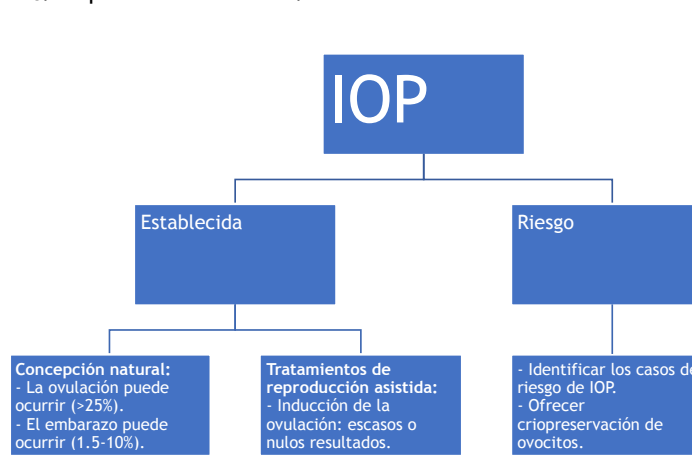 IOP
Establecida
Riesgo
Concepción natural:
- La ovulación puede
ocurrir (>25%).
- El embarazo puede
ocurrir (1.5-10%).
Tratamientos de
reproducción asistida:
- Inducción de la
ovulación: escasos o
nulos resultados.
- Identificar los casos de
riesgo de IOP.
- Ofrecer
criopreservación de
ovocitos.